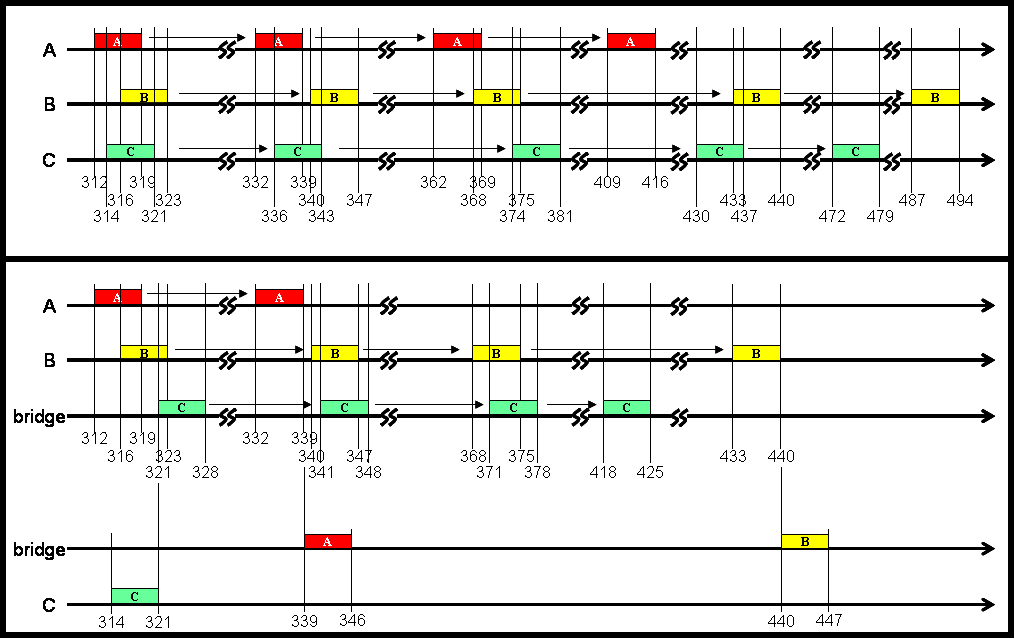 A A A A A
B B B B B B
C C C C C C
312 319 332 339 362 369 409 416
316 323 340 347 368 375 433 440 487 494
314 321 336 343 374 381 430 437 472 479
A A A
B B B B B
bridge C C C C
312 319 332 339
316 323 340 347 368 375 433 440
321 328 341 348 371 378 418 425
bridge A B
C C
314 321 339 346 440 447